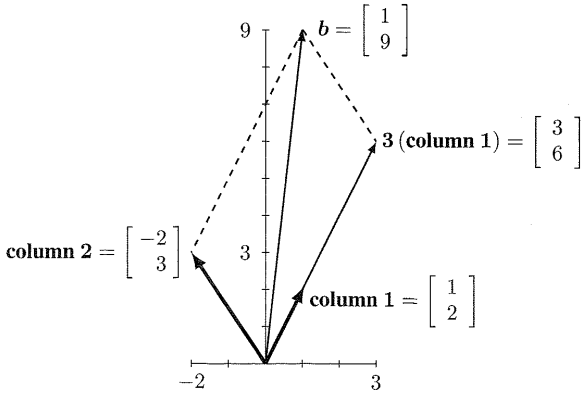 9
b = [ 1 9 ]
3 (column 1) = [ 3 6 ]
column 2 = [ −2 3 ]
3
column 1 = [ 1 2 ]
−2 3